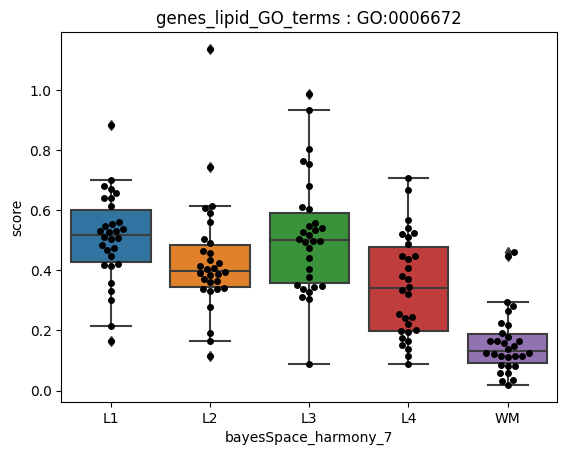 genes_lipid_GO_terms : GO:0006672
1.0
0.8
0.6
0.4
0.2
0.0
score
L1 L2 L3 L4 WM
bayesSpace_harmony_7